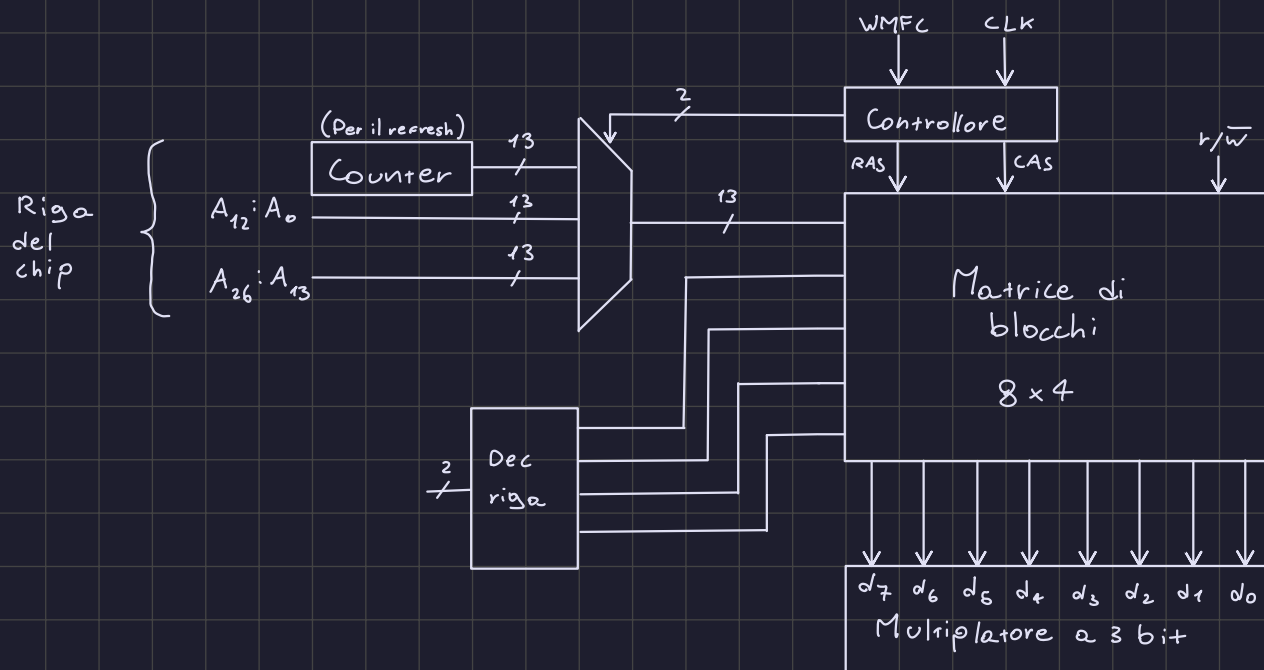 WMFC
CLK
2
Controllore
RAS
CAS
r/w̅
(Per il refresh)
Counter
13
Riga
del
chip
A₁₂:A₀
13
A₂₆:A₁₃
13
13
Matrice di
blocchi
8 x 4
2
Dec
riga
d₇ d₆ d₅ d₄ d₃ d₂ d₁ d₀
Multiplatore a 3 bit